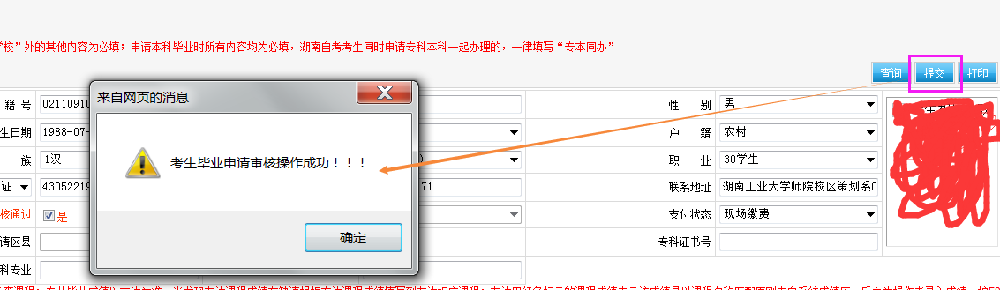 学校”外的其他内容为必填；申请本科毕业时所有内容均为必填，湖南自考考生同时申请专科本科一起办理的，一律填写“专本同办”
查询 提交 打印
来自网页的消息
籍号 02110910 性别 男
生日期 1988-07- 户籍 农村
考生毕业申请审核操作成功！！！
族 1汉 职业 30学生
证 43052219 71 联系地址 湖南工业大学师院校区策划系0
核通过 是 支付状态 现场缴费
确定
请区县 专科证书号
科专业